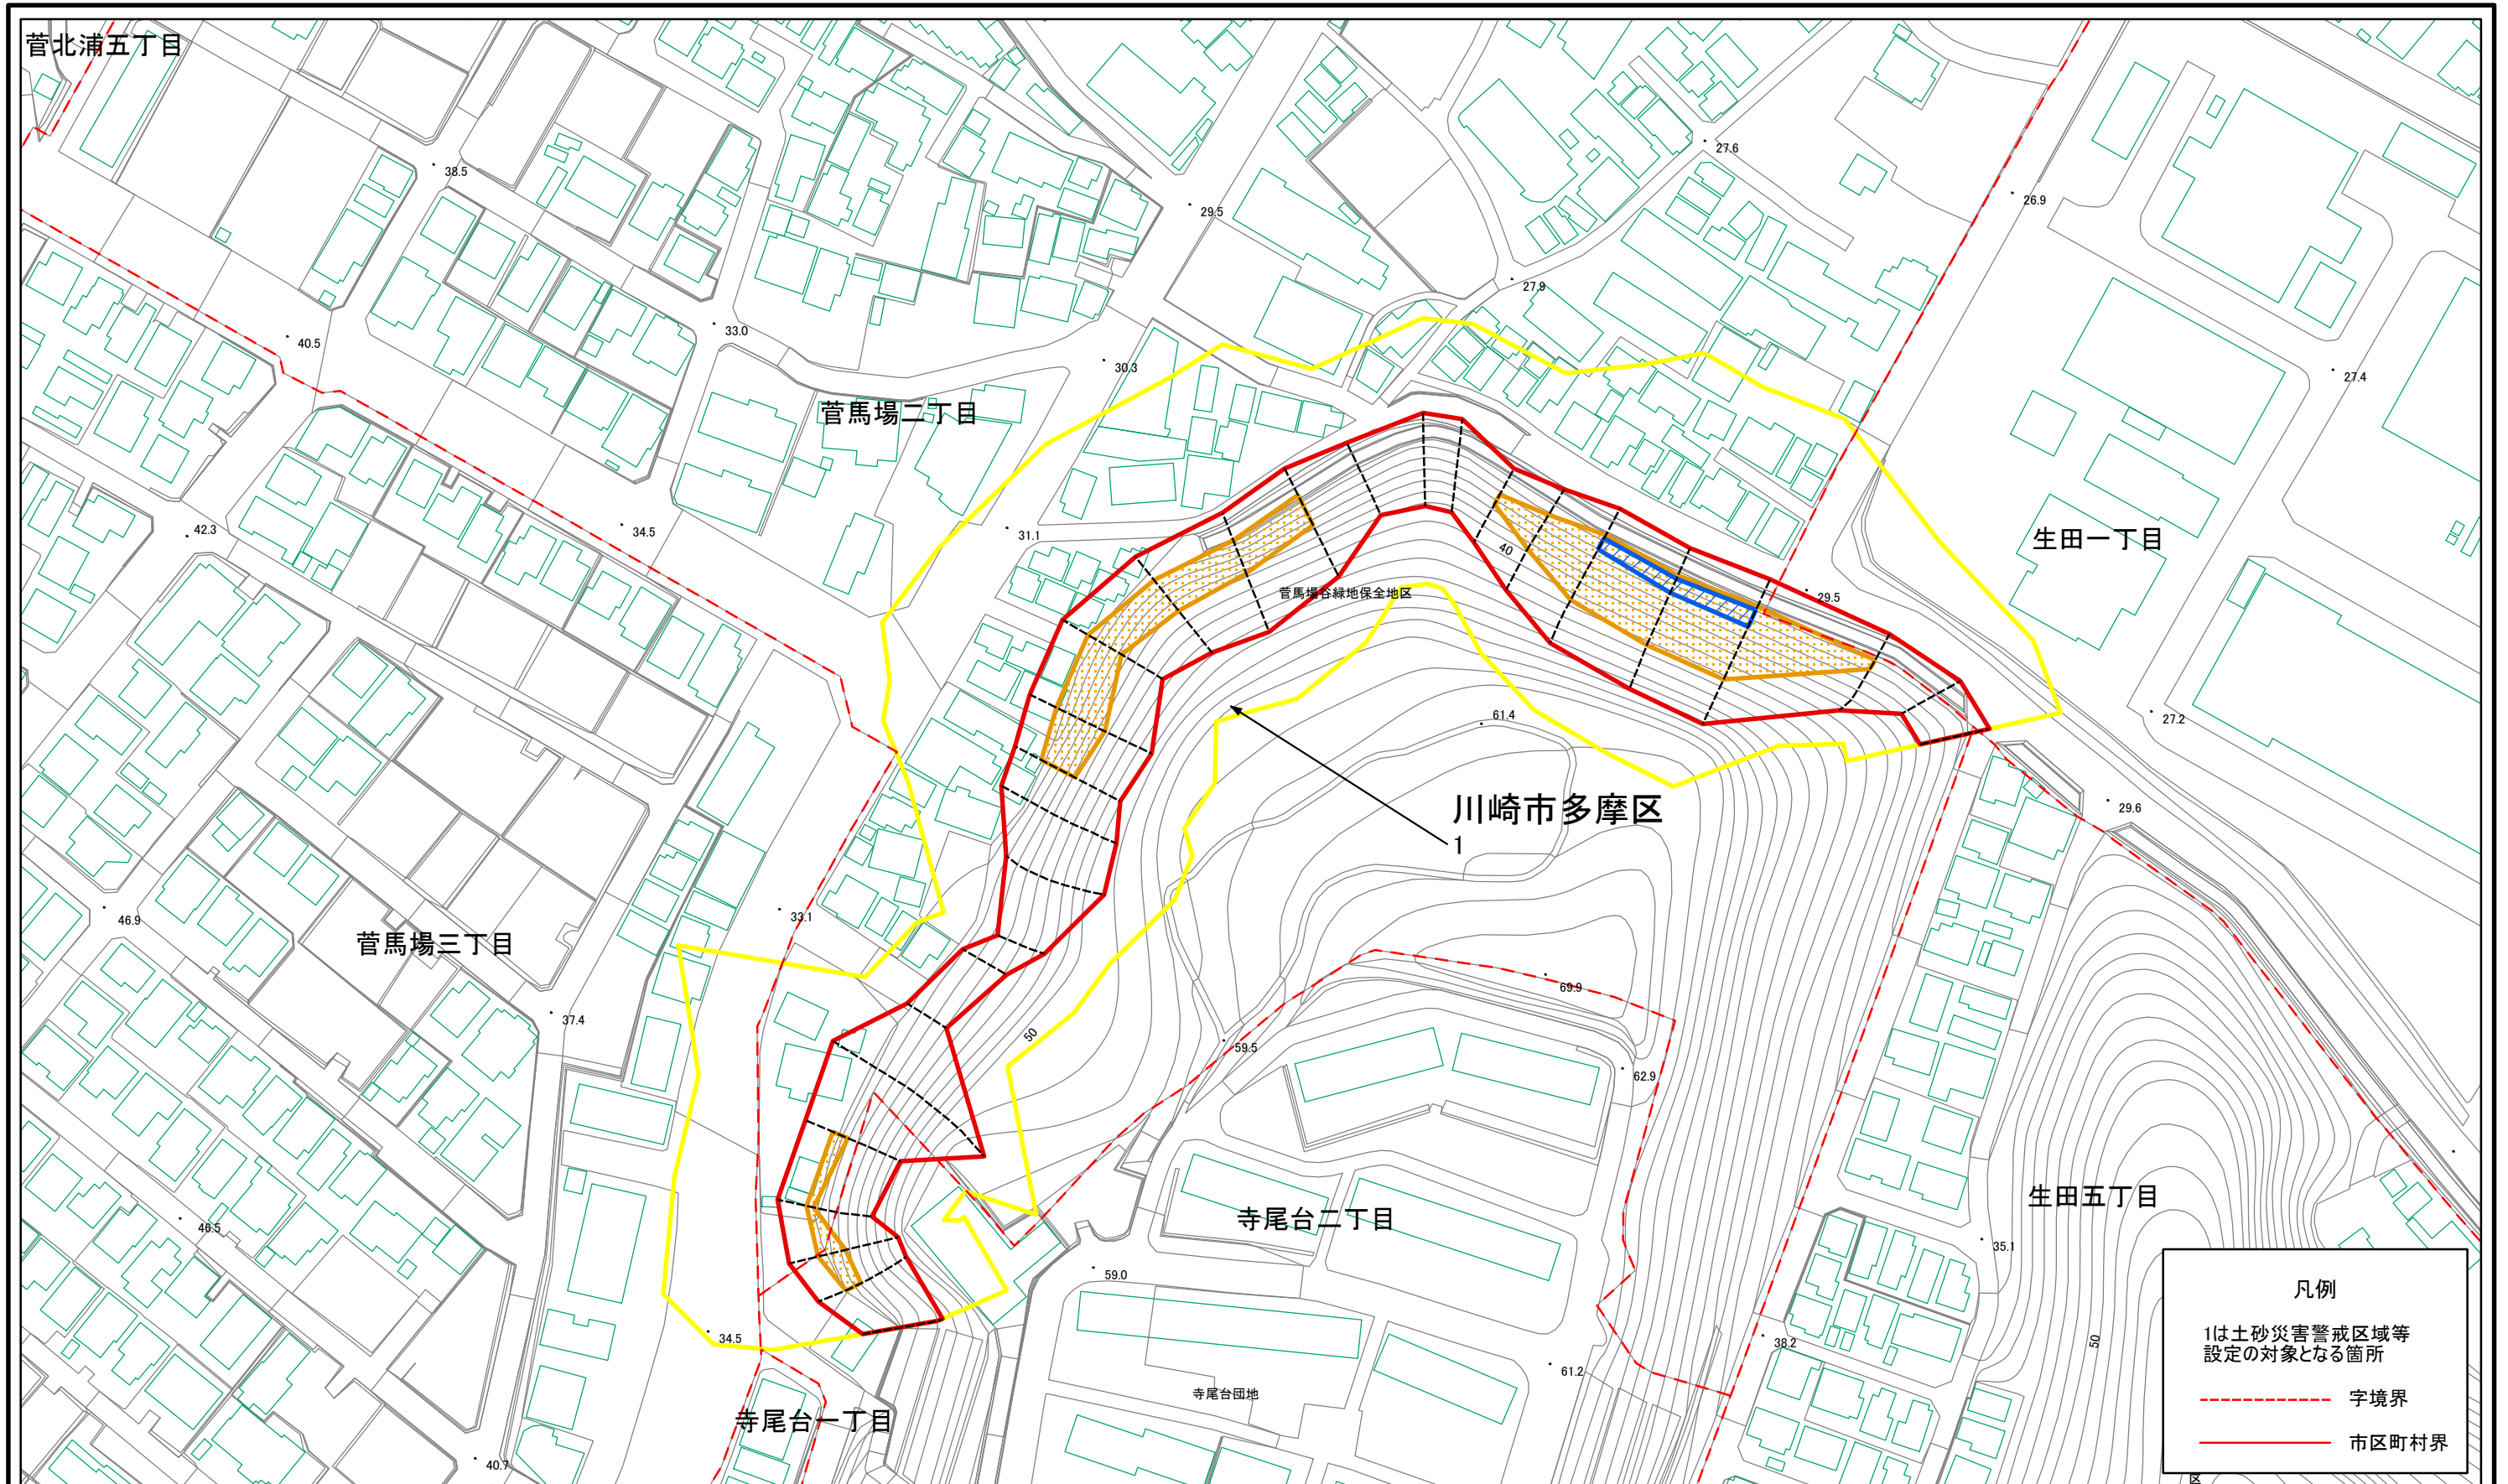 菅北浦五丁目
27.6
38.5
26.9
29.5
27.9
33.0
40.5
30.3
27.4
菅馬場二丁目
42.3
34.5
31.1
生田一丁目
40
菅馬場谷緑地保全地区
29.5
61.4
27.2
川崎市多摩区
1
29.6
46.9
33.1
菅馬場三丁目
69.9
37.4
50
59.5
62.9
生田五丁目
46.5
寺尾台二丁目
35.1
59.0
34.5
38.2
50
61.2
寺尾台団地
寺尾台一丁目
40.7
凡例
1は土砂災害警戒区域等
設定の対象となる箇所
字境界
市区町村界
区